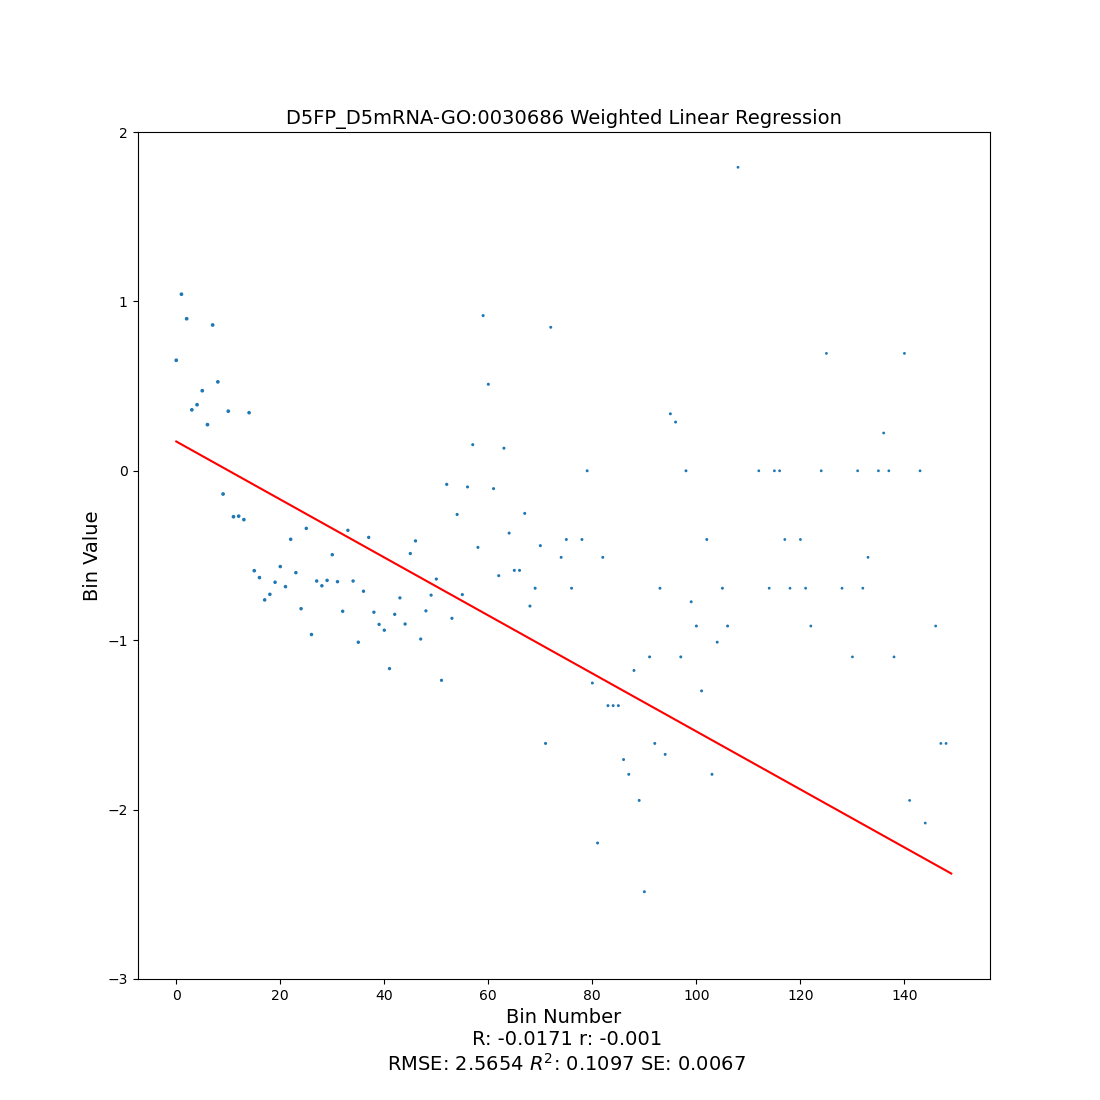 D5FP_D5mRNA-GO:0030686 Weighted Linear Regression
2
1
0
−1
−2
−3
Bin Value
0 20 40 60 80 100 120 140
Bin Number
R: -0.0171 r: -0.001
RMSE: 2.5654 R²: 0.1097 SE: 0.0067